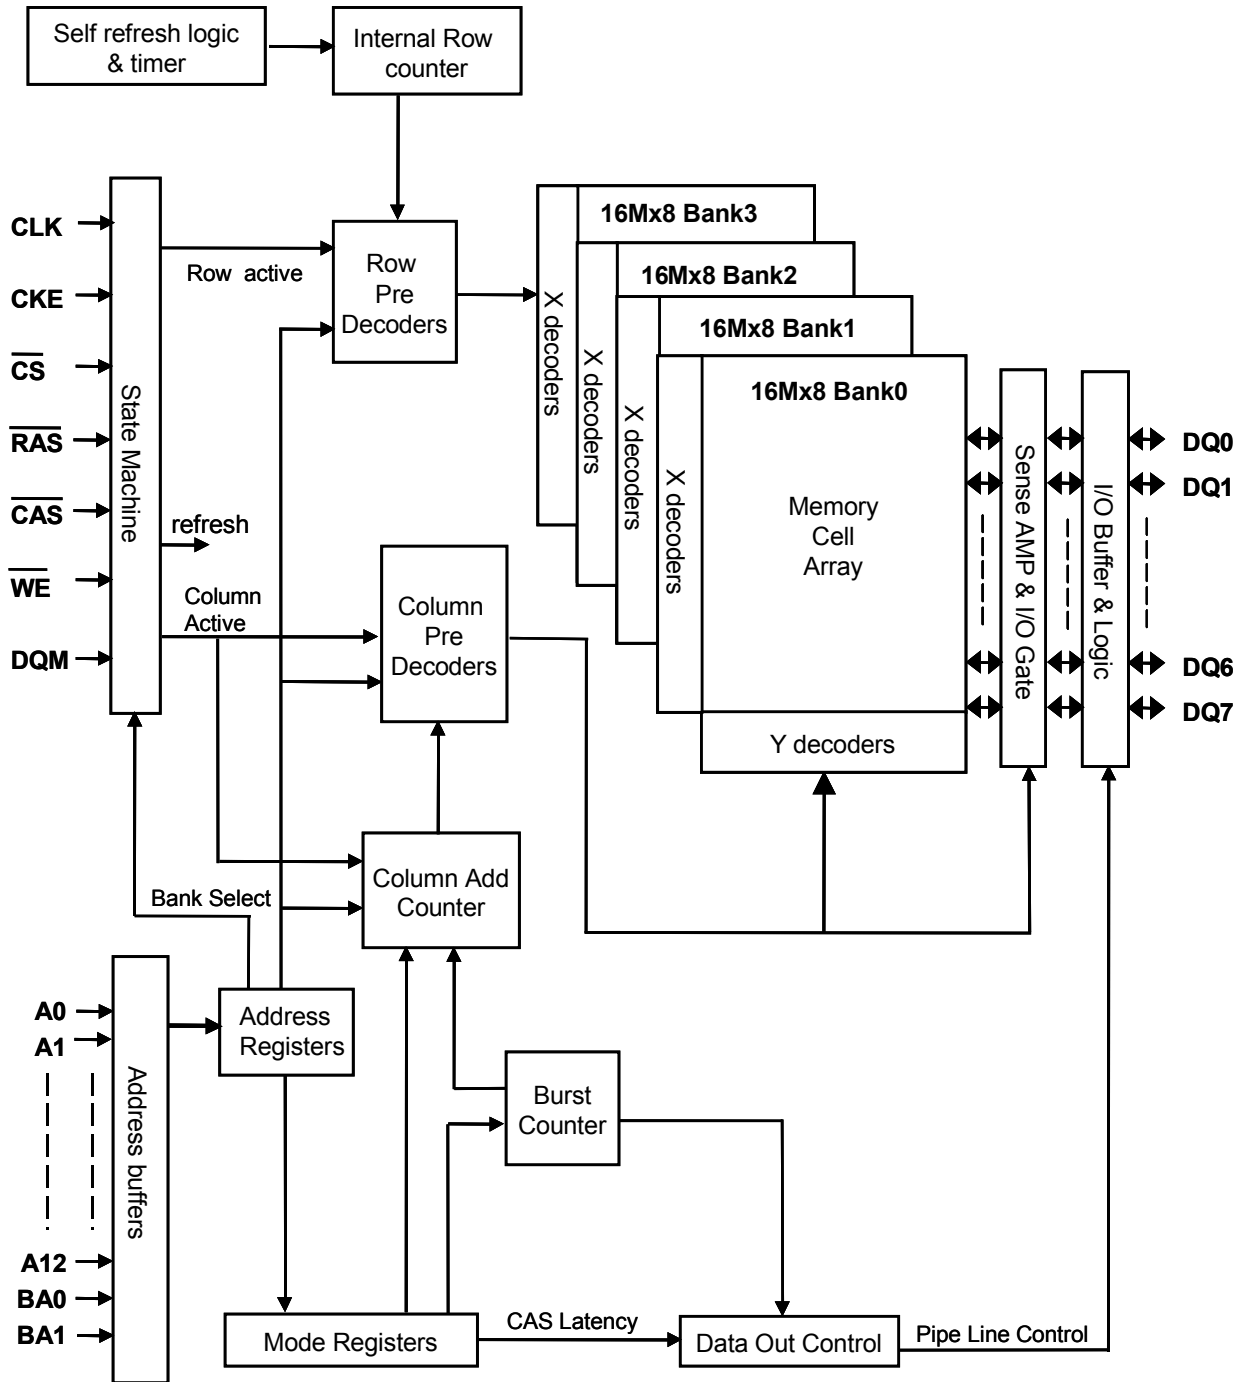 Self refresh logic
& timer
Internal Row
counter
CLK
CKE
CS
RAS
CAS
WE
DQM
State Machine
Row active
refresh
Column
Active
Row
Pre
Decoders
Column
Pre
Decoders
16Mx8 Bank3
16Mx8 Bank2
16Mx8 Bank1
16Mx8 Bank0
X decoders
X decoders
X decoders
X decoders
Memory
Cell
Array
Y decoders
Sense AMP & I/O Gate
I/O Buffer & Logic
DQ0
DQ1
DQ6
DQ7
Bank Select
Column Add
Counter
A0
A1
A12
BA0
BA1
Address buffers
Address
Registers
Burst
Counter
Mode Registers
CAS Latency
Data Out Control
Pipe Line Control